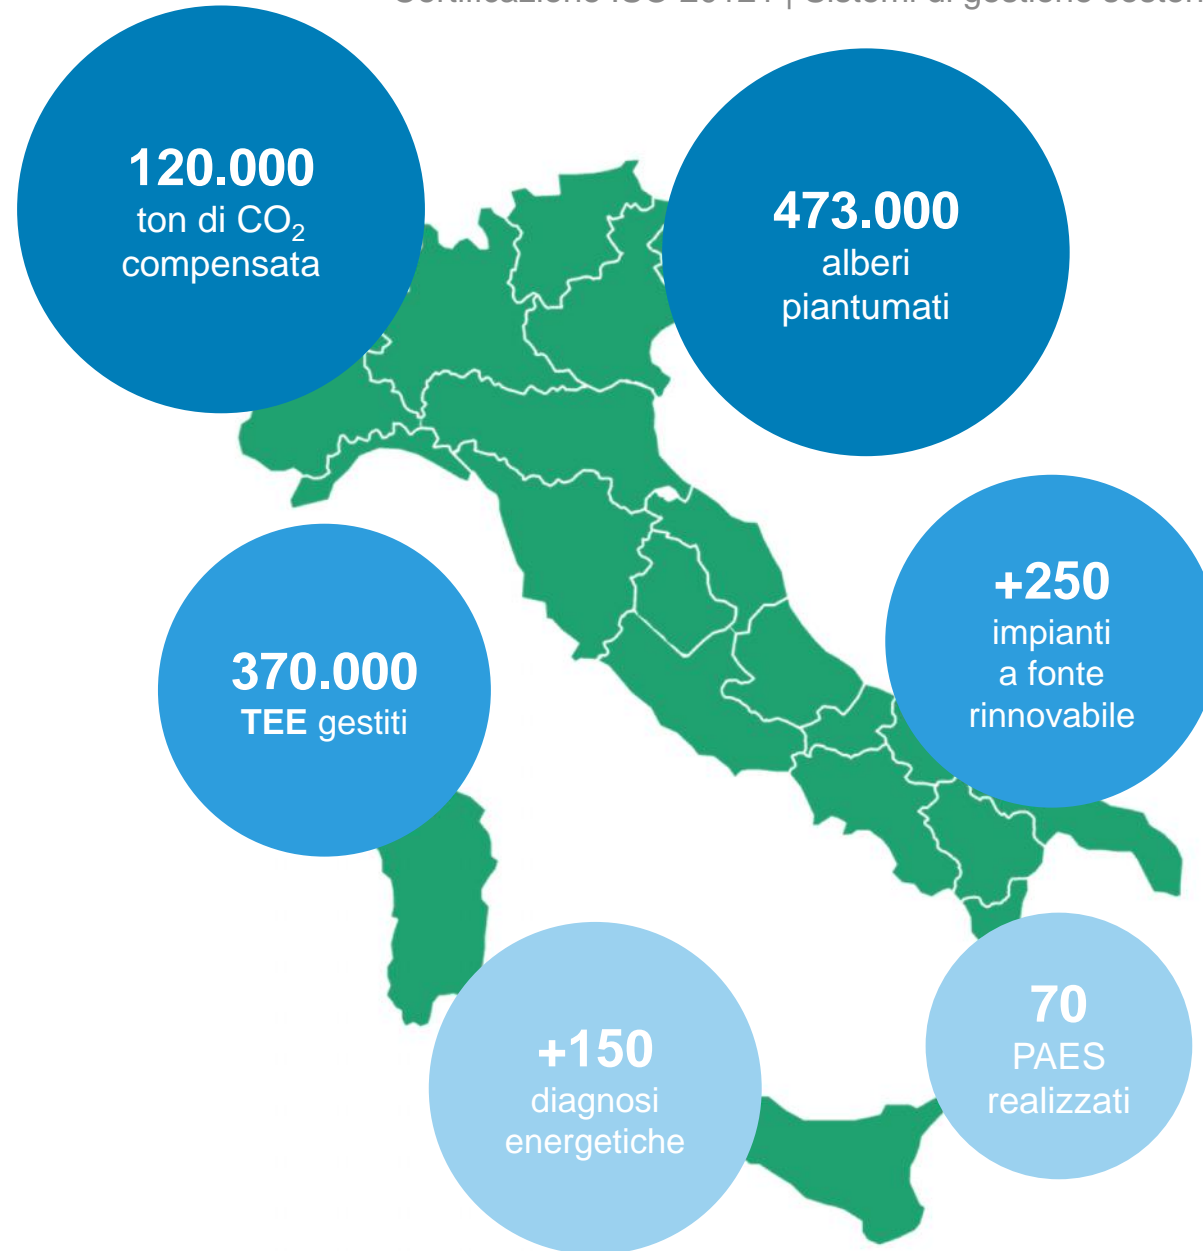 120.000
ton di CO₂
compensata
473.000
alberi
piantumati
+250
impianti
a fonte
rinnovabile
370.000
TEE gestiti
+150
diagnosi
energetiche
70
PAES
realizzati